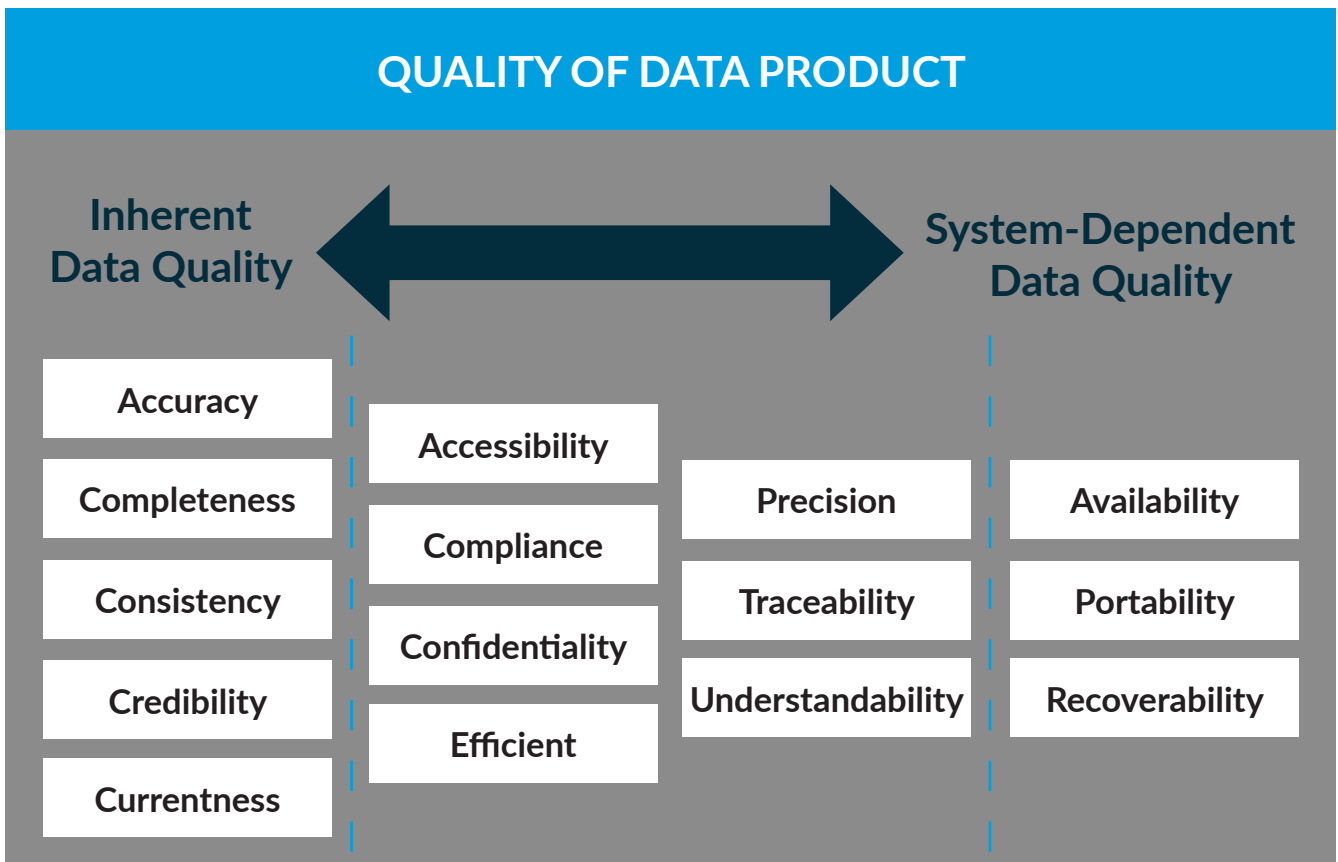 QUALITY OF DATA PRODUCT
Inherent
Data Quality
System-Dependent
Data Quality
Accuracy
Completeness
Consistency
Credibility
Currentness
Accessibility
Compliance
Confidentiality
Efficient
Precision
Traceability
Understandability
Availability
Portability
Recoverability